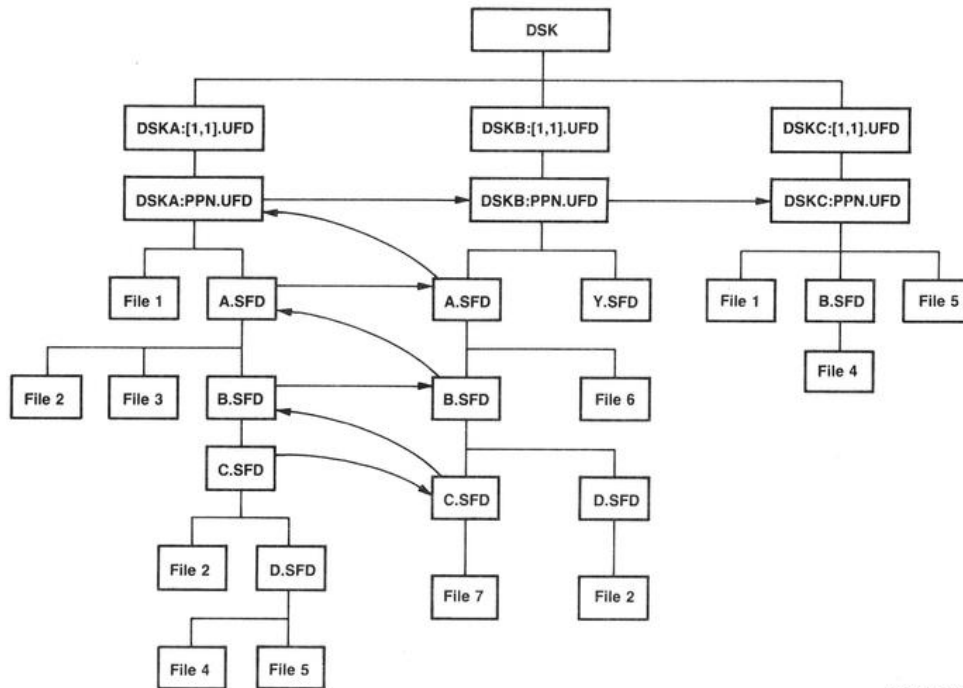 DSK
DSKA:[1,1].UFD
DSKB:[1,1].UFD
DSKC:[1,1].UFD
DSKA:PPN.UFD
DSKB:PPN.UFD
DSKC:PPN.UFD
File 1
A.SFD
A.SFD
Y.SFD
File 1
B.SFD
File 5
File 2
File 3
B.SFD
B.SFD
File 6
File 4
C.SFD
C.SFD
D.SFD
File 2
D.SFD
File 7
File 2
File 4
File 5